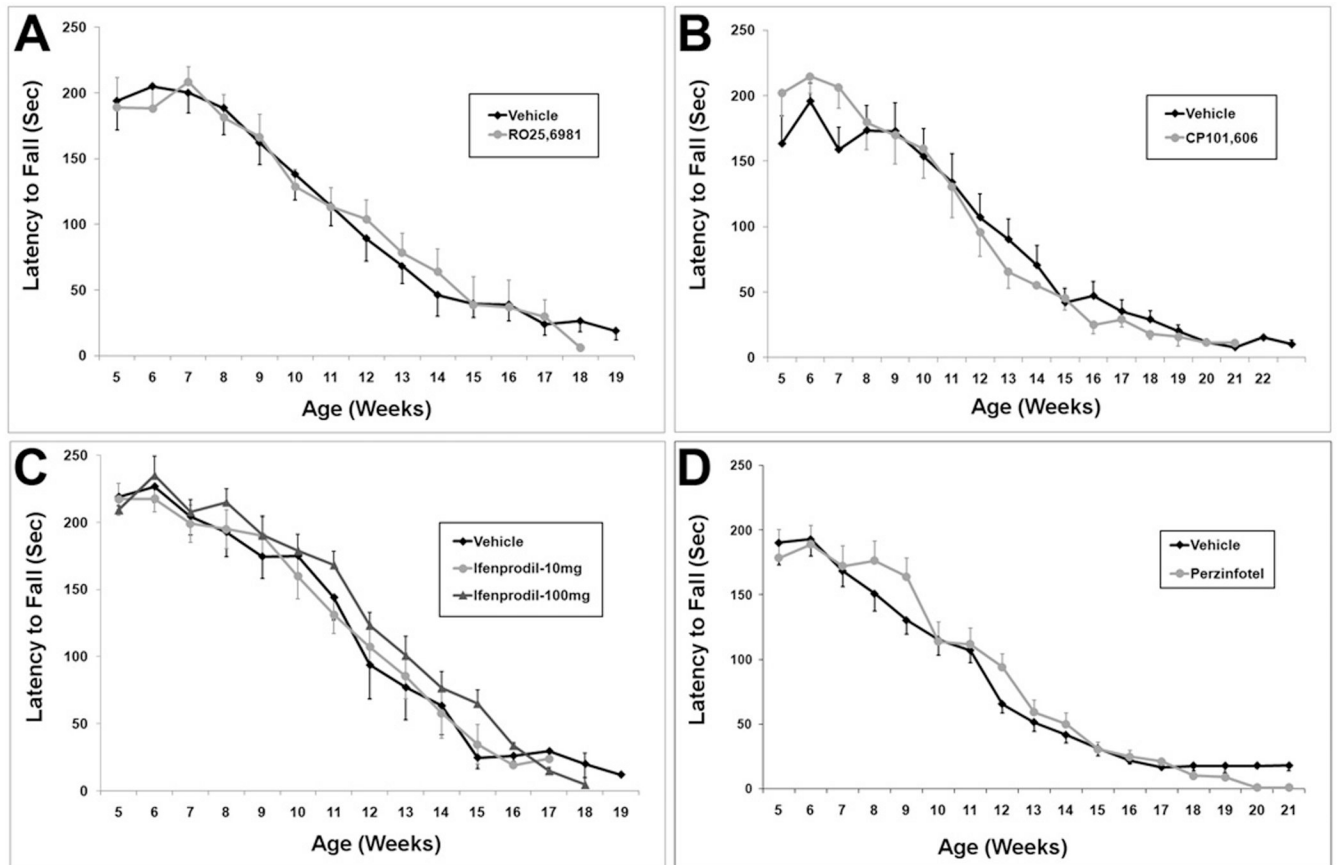 A
Latency to Fall (Sec)
250
200
150
100
50
0
Vehicle
RO25,6981
5 6 7 8 9 10 11 12 13 14 15 16 17 18 19
Age (Weeks)
B
Latency to Fall (Sec)
250
200
150
100
50
0
Vehicle
CP101,606
5 6 7 8 9 10 11 12 13 14 15 16 17 18 19 20 21 22
Age (Weeks)
C
Latency to Fall (Sec)
250
200
150
100
50
0
Vehicle
Ifenprodil-10mg
Ifenprodil-100mg
5 6 7 8 9 10 11 12 13 14 15 16 17 18 19
Age (Weeks)
D
Latency to Fall (Sec)
250
200
150
100
50
0
Vehicle
Perzinfotel
5 6 7 8 9 10 11 12 13 14 15 16 17 18 19 20 21
Age (Weeks)